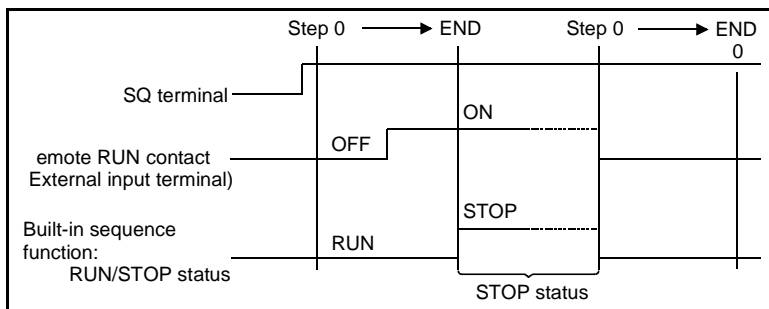 Step 0 END Step 0 END
0
SQ terminal
ON
OFF
emote RUN contact
External input terminal)
STOP
Built-in sequence
function:
RUN
RUN/STOP status
STOP status